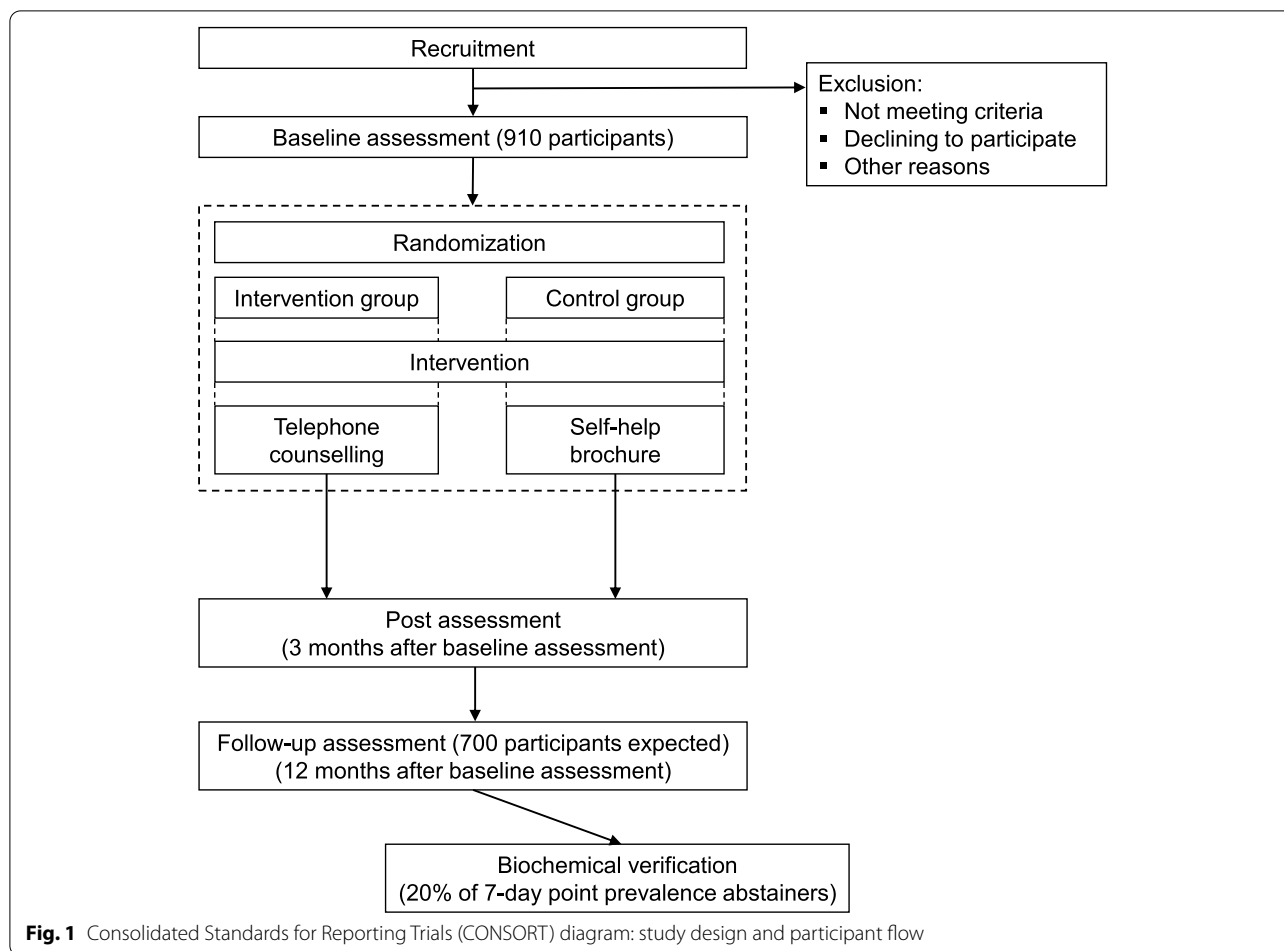 Recruitment
Exclusion:
▪ Not meeting criteria
▪ Declining to participate
▪ Other reasons
Baseline assessment (910 participants)
Randomization
Intervention group
Control group
Intervention
Telephone
counselling
Self-help
brochure
Post assessment
(3 months after baseline assessment)
Follow-up assessment (700 participants expected)
(12 months after baseline assessment)
Biochemical verification
(20% of 7-day point prevalence abstainers)
Fig. 1 Consolidated Standards for Reporting Trials (CONSORT) diagram: study design and participant flow